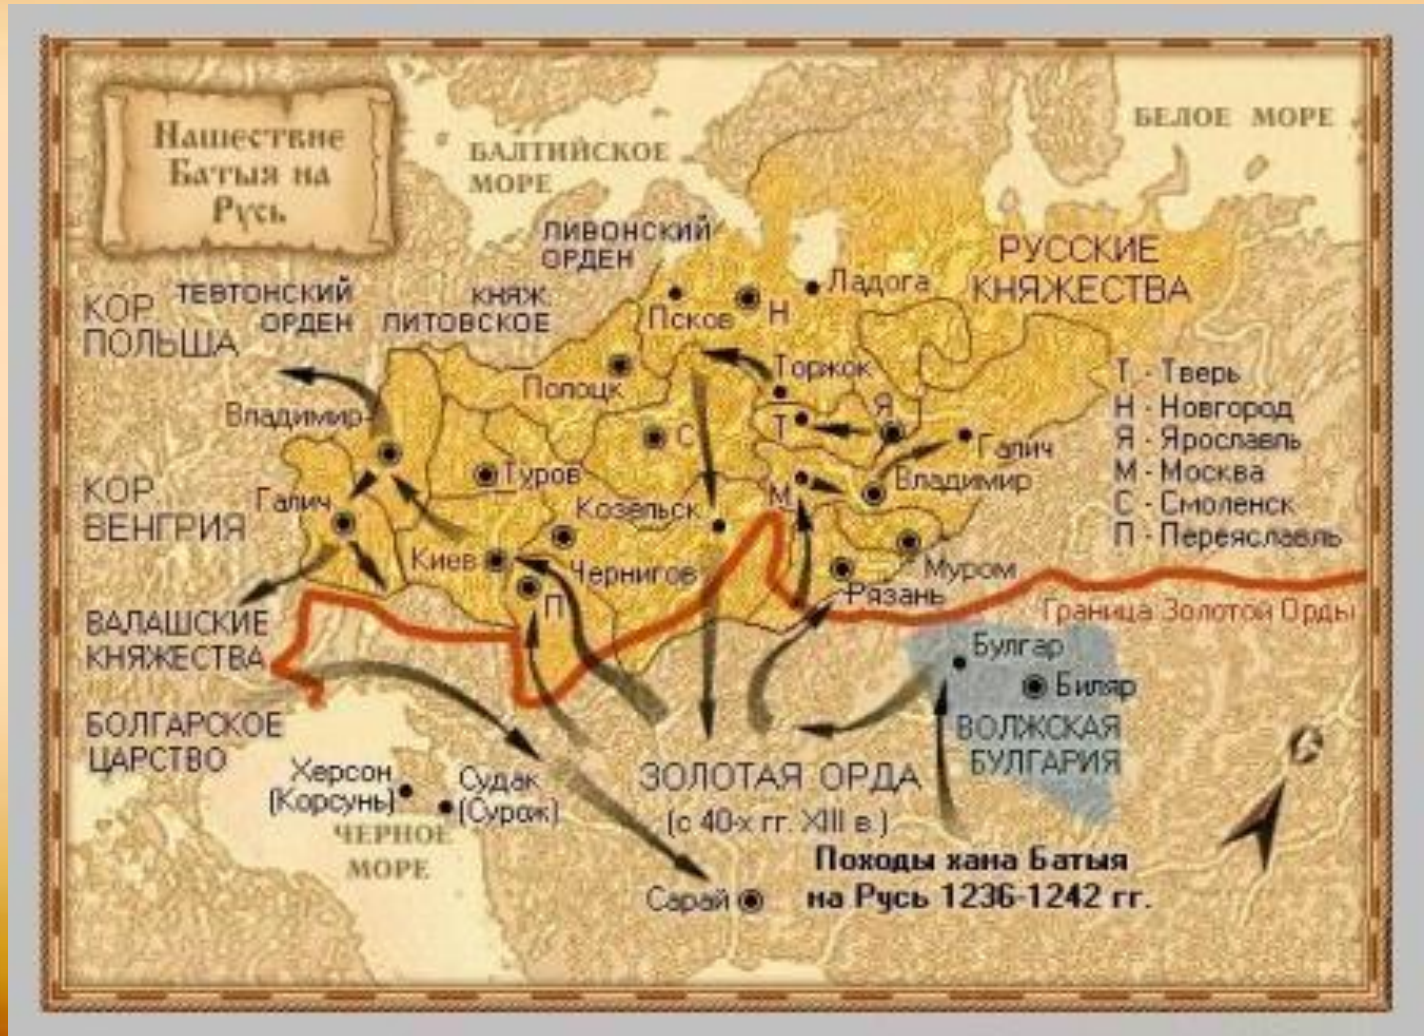 Нашествие
Батыя на
Русь
БЕЛОЕ МОРЕ
БАЛТИЙСКОЕ
МОРЕ
ЛИВОНСКИЙ
ОРДЕН
РУССКИЕ
КНЯЖЕСТВА
КОР.
ПОЛЬША
ТЕВТОНСКИЙ
ОРДЕН
КНЯЖ.
ЛИТОВСКОЕ
Псков
Н
Ладога
Полоцк
Торжок
Т
Я
Галич
Владимир
С
Туров
М
Владимир
КОР.
ВЕНГРИЯ
Галич
Козельск
Киев
Чернигов
П
Муром
Рязань
Т - Тверь
Н - Новгород
Я - Ярославль
М - Москва
С - Смоленск
П - Переяславль
Граница Золотой Орды
ВАЛАШСКИЕ
КНЯЖЕСТВА
БОЛГАРСКОЕ
ЦАРСТВО
Булгар
Биляр
ВОЛЖСКАЯ
БУЛГАРИЯ
Херсон
(Корсунь)
Судак
(Сурож)
ЧЕРНОЕ
МОРЕ
ЗОЛОТАЯ ОРДА
(с 40-х гг. XIII в.)
Сарай
Походы хана Батыя
на Русь 1236-1242 гг.
С